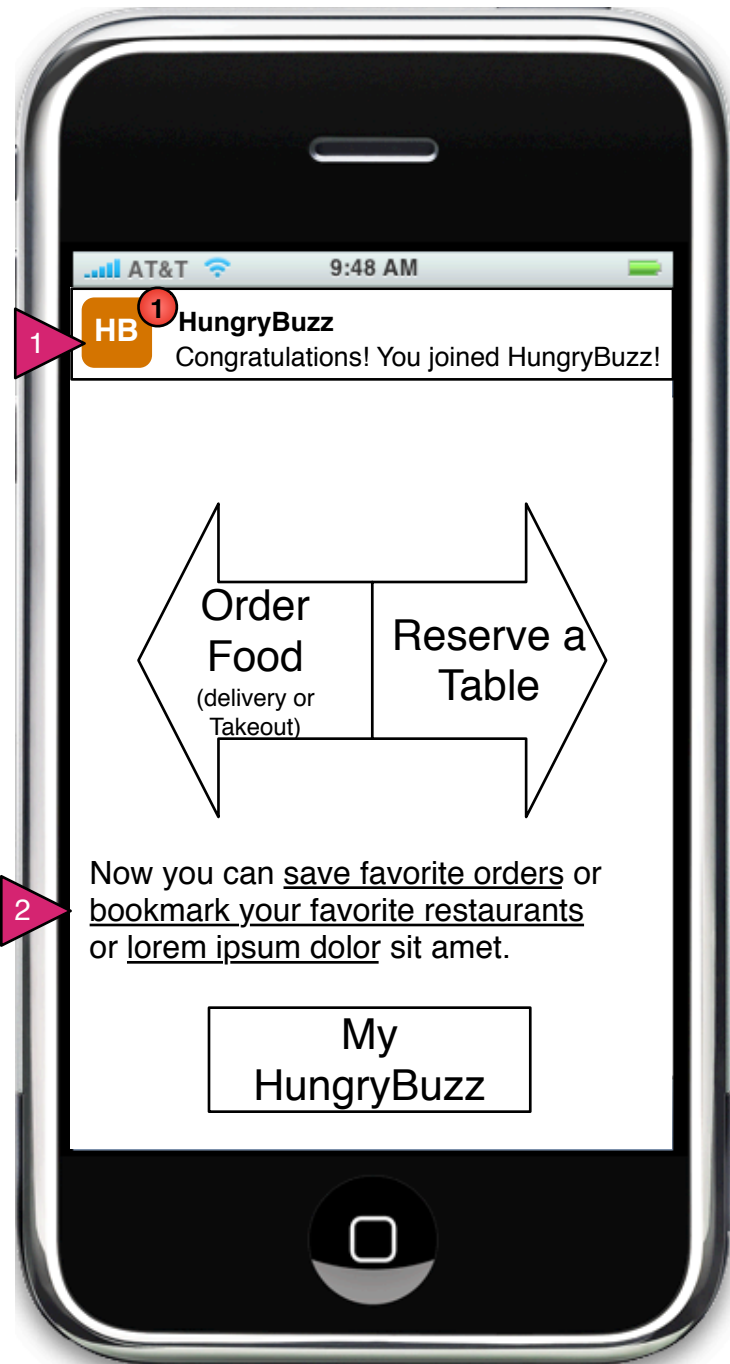 AT&T 9:48 AM
1
HB
1
HungryBuzz
Congratulations! You joined HungryBuzz!
Order
Food
(delivery or
Takeout)
Reserve a
Table
2
Now you can save favorite orders or
bookmark your favorite restaurants
or lorem ipsum dolor sit amet.
My
HungryBuzz